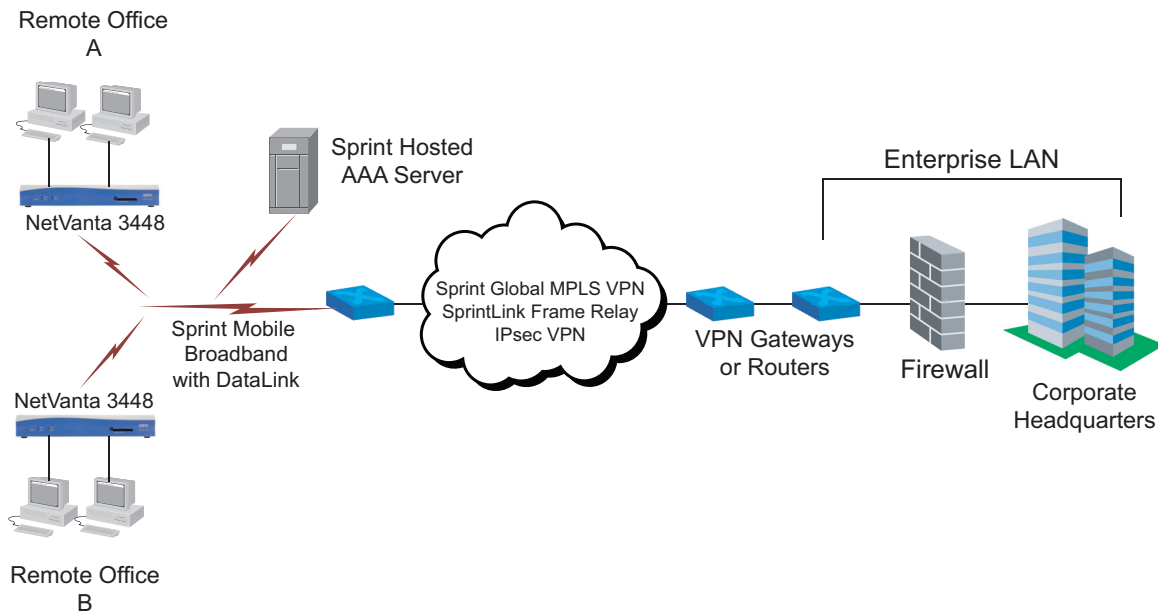 Remote Office
A
NetVanta 3448
Sprint Hosted
AAA Server
Sprint Mobile
Broadband
with DataLink
NetVanta 3448
Remote Office
B
Sprint Global MPLS VPN
SprintLink Frame Relay
IPsec VPN
VPN Gateways
or Routers
Enterprise LAN
Firewall
Corporate
Headquarters